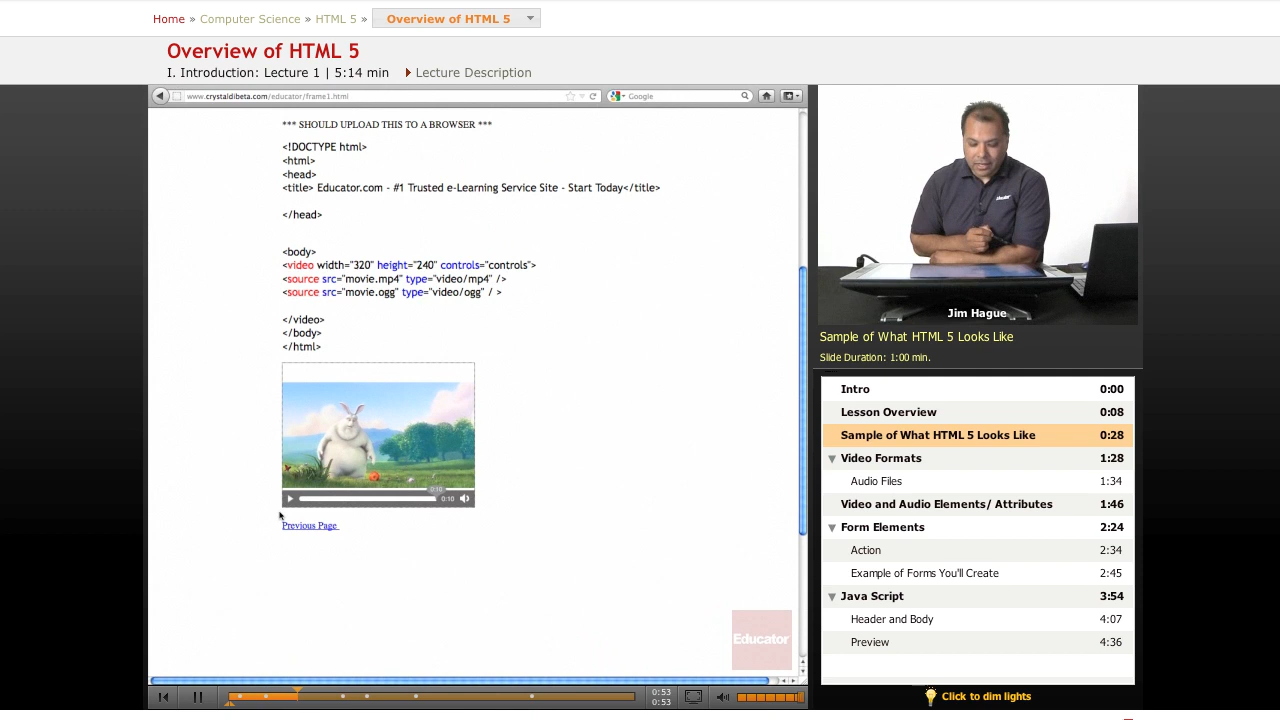 Home » Computer Science » HTML 5 » Overview of HTML 5
Overview of HTML 5
I. Introduction: Lecture 1 | 5:14 min Lecture Description
www.crystaldibeta.com/educator/frame1.html
Google
*** SHOULD UPLOAD THIS TO A BROWSER ***
<!DOCTYPE html>
<html>
<head>
<title> Educator.com - #1 Trusted e-Learning Service Site - Start Today</title>
</head>
<body>
<video width="320" height="240" controls="controls">
<source src="movie.mp4" type="video/mp4" />
<source src="movie.ogg" type="video/ogg" / >
</video>
</body>
</html>
0:10
0:10
Previous Page
Educator
0:53
0:53
Jim Hague
Sample of What HTML 5 Looks Like
Slide Duration: 1:00 min.
Intro 0:00
Lesson Overview 0:08
Sample of What HTML 5 Looks Like 0:28
Video Formats 1:28
Audio Files 1:34
Video and Audio Elements/ Attributes 1:46
Form Elements 2:24
Action 2:34
Example of Forms You'll Create 2:45
Java Script 3:54
Header and Body 4:07
Preview 4:36
Click to dim lights